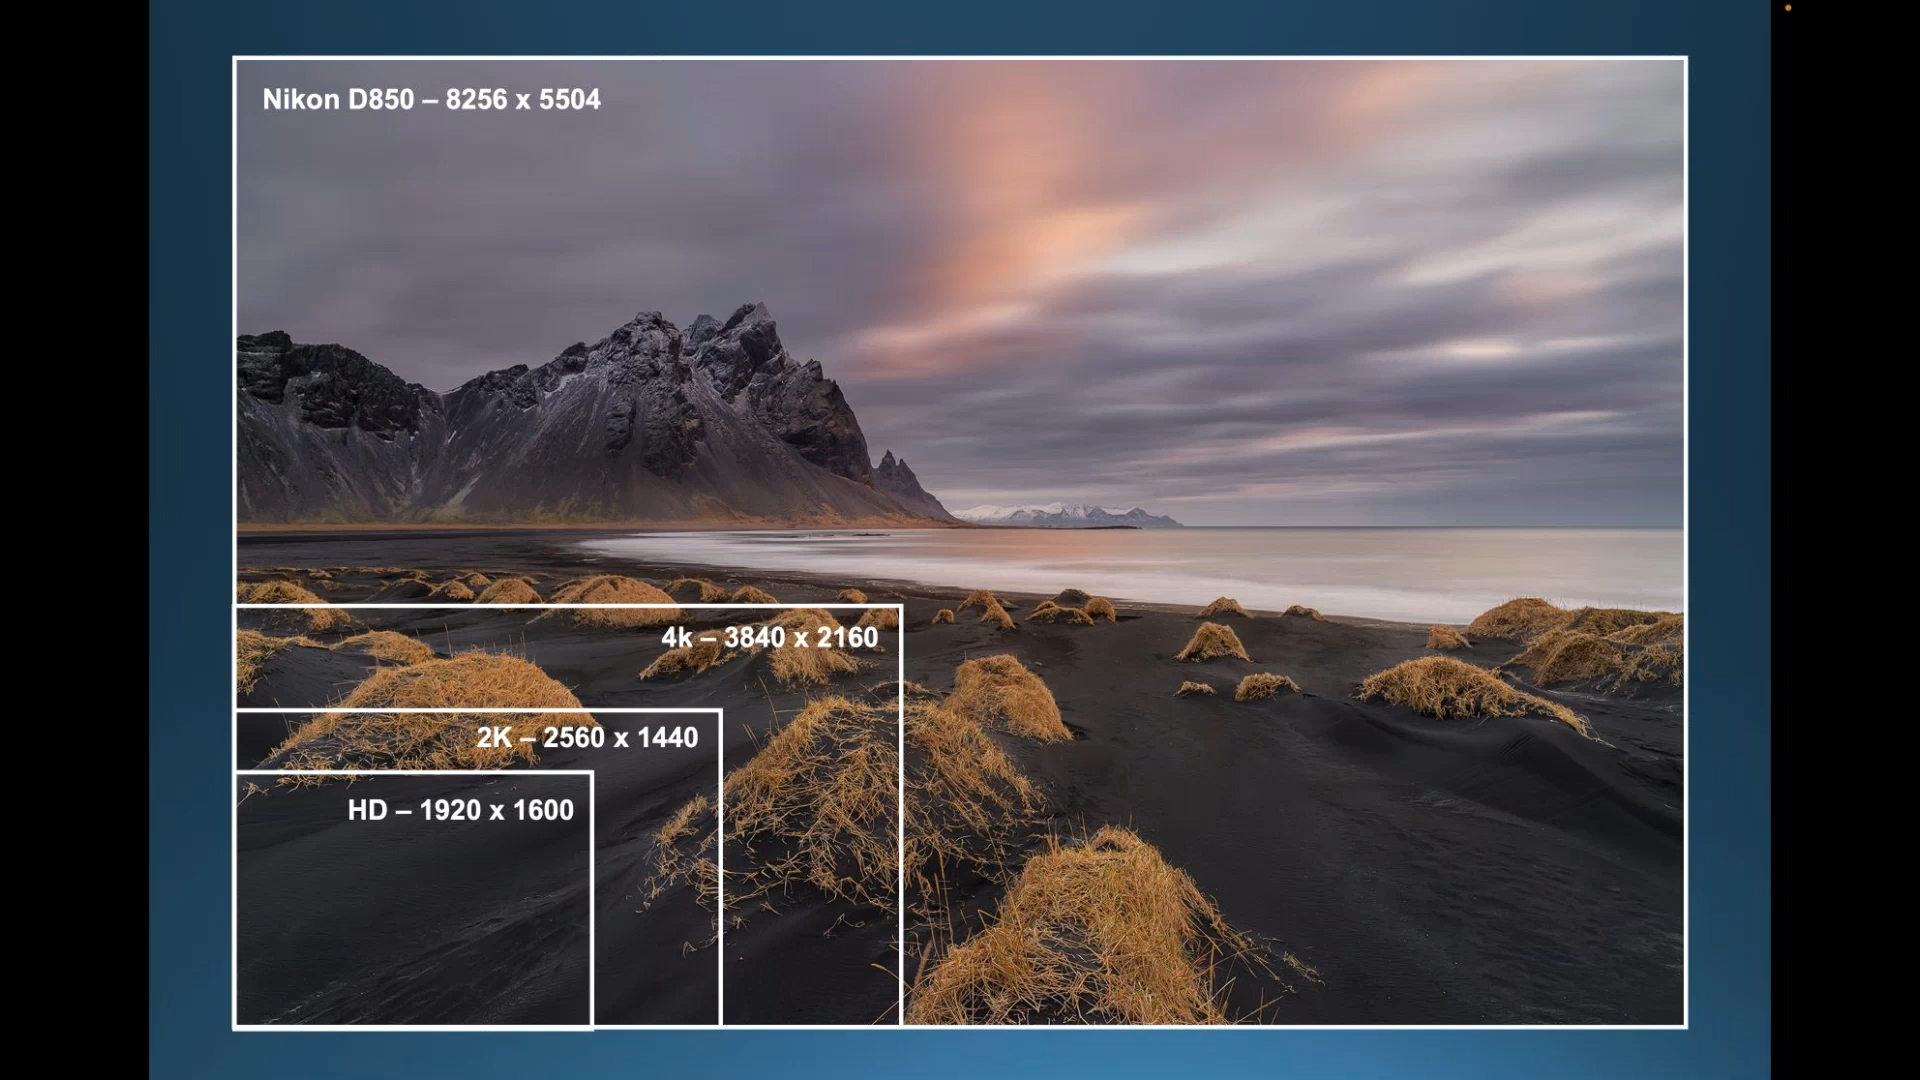 Nikon D850 – 8256 x 5504
4k – 3840 x 2160
2K – 2560 x 1440
HD – 1920 x 1600